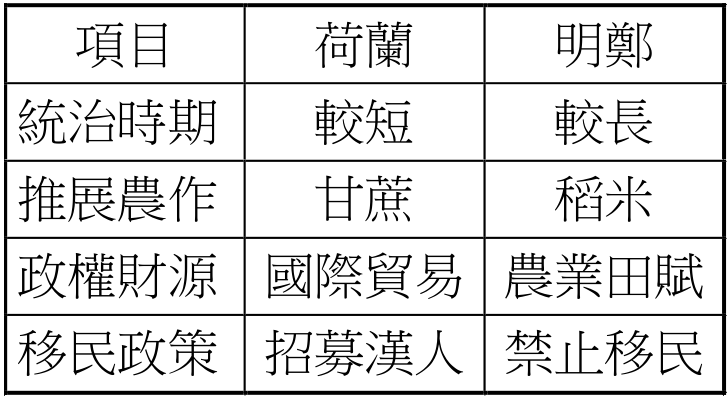 項目 荷蘭 明鄭
統治時期 較短 較長
推展農作 甘蔗 稻米
政權財源 國際貿易 農業田賦
移民政策 招募漢人 禁止移民